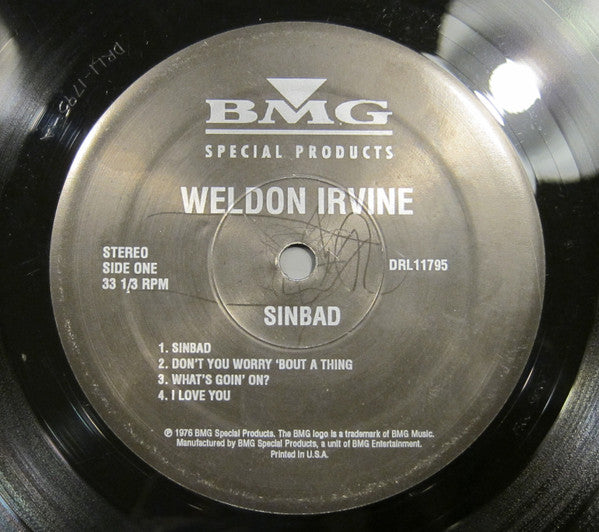 DRL1-1795
BMG
SPECIAL PRODUCTS
WELDON IRVINE
STEREO
SIDE ONE
33 1/3 RPM
DRL11795
SINBAD
1. SINBAD
2. DON'T YOU WORRY 'BOUT A THING
3. WHAT'S GOIN' ON?
4. I LOVE YOU
℗ 1976 BMG Special Products. The BMG logo is a trademark of BMG Music.
Manufactured by BMG Special Products, a unit of BMG Entertainment.
Printed in U.S.A.